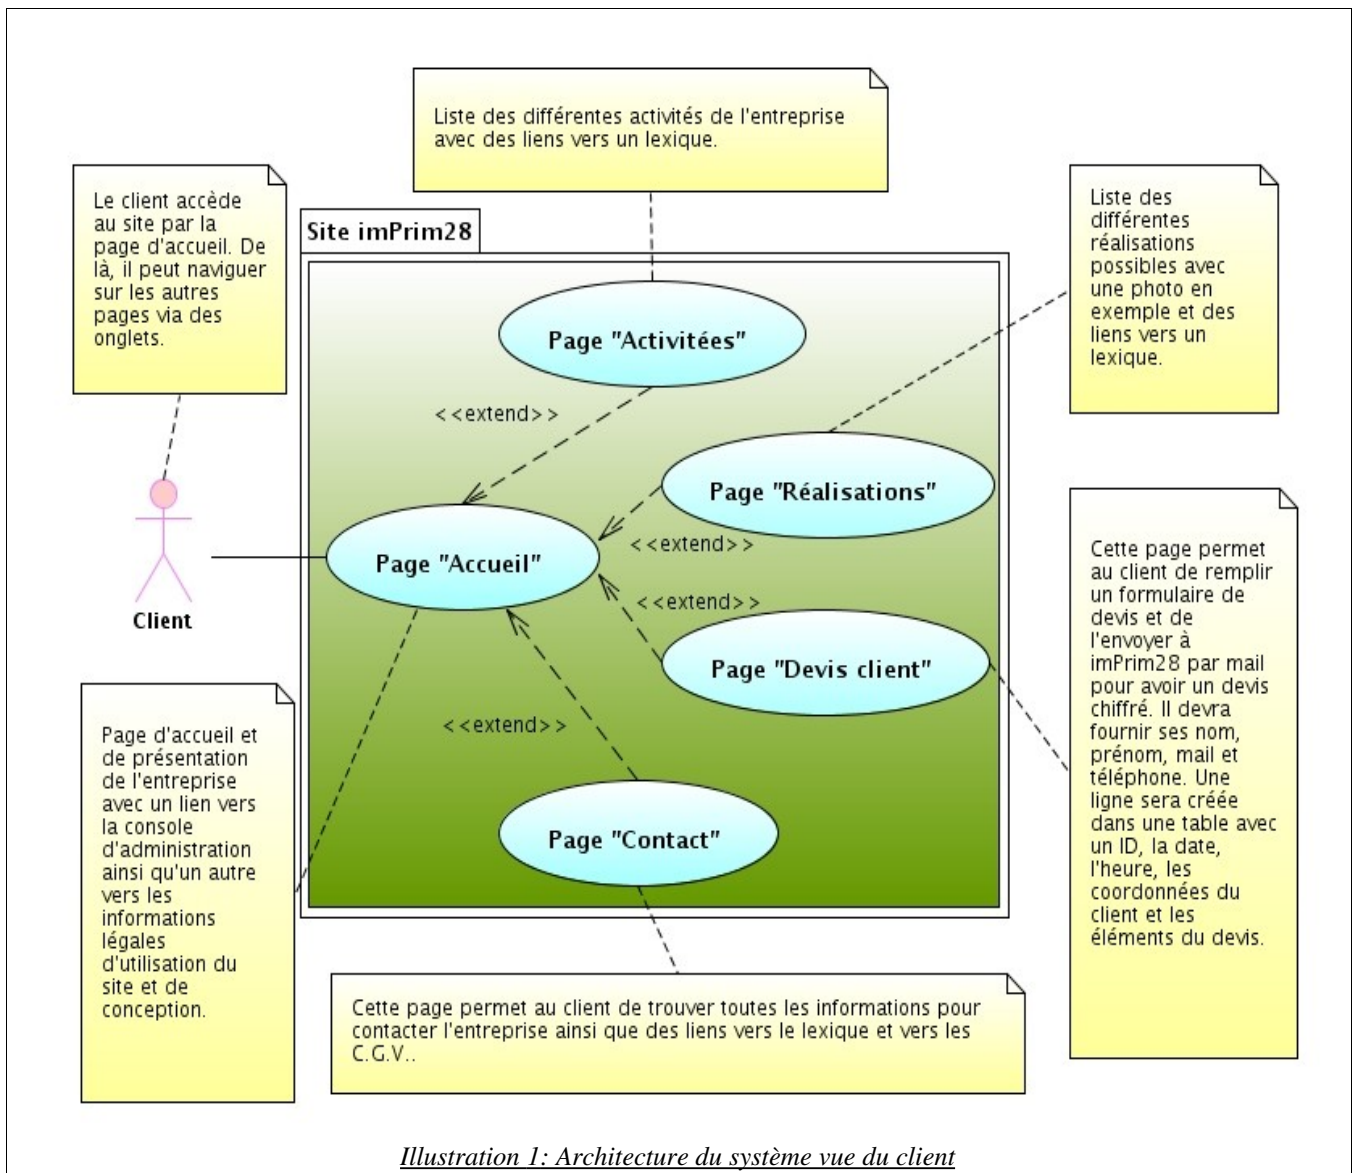 Liste des différentes activités de l'entreprise
avec des liens vers un lexique.
Le client accède
au site par la
page d'accueil. De
là, il peut naviguer
sur les autres
pages via des
onglets.
Liste des
différentes
réalisations
possibles avec
une photo en
exemple et des
liens vers un
lexique.
Site imPrim28
Page "Activitées"
<<extend>>
Page "Réalisations"
<<extend>>
Page "Accueil"
Client
<<extend>>
Page "Devis client"
<<extend>>
Page "Contact"
Cette page permet
au client de remplir
un formulaire de
devis et de
l'envoyer à
imPrim28 par mail
pour avoir un devis
chiffré. Il devra
fournir ses nom,
prénom, mail et
téléphone. Une
ligne sera créée
dans une table avec
un ID, la date,
l'heure, les
coordonnées du
client et les
éléments du devis.
Page d'accueil et
de présentation
de l'entreprise
avec un lien vers
la console
d'administration
ainsi qu'un autre
vers les
informations
légales
d'utilisation du
site et de
conception.
Cette page permet au client de trouver toutes les informations pour
contacter l'entreprise ainsi que des liens vers le lexique et vers les
C.G.V..
Illustration 1: Architecture du système vue du client